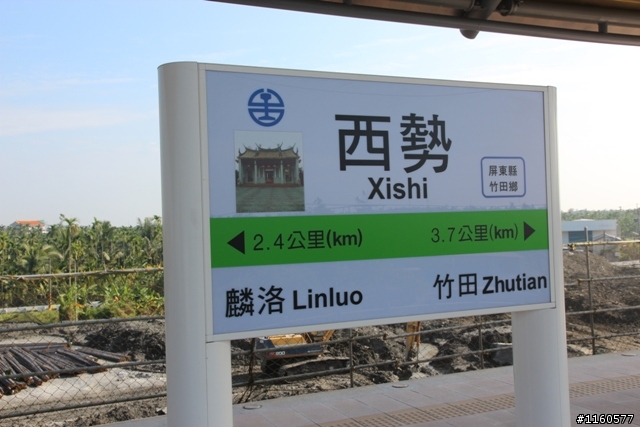 西勢
Xishi
屏東縣
竹田鄉
2.4公里(km)
3.7公里(km)
麟洛 Linluo
竹田 Zhutian
#1160577